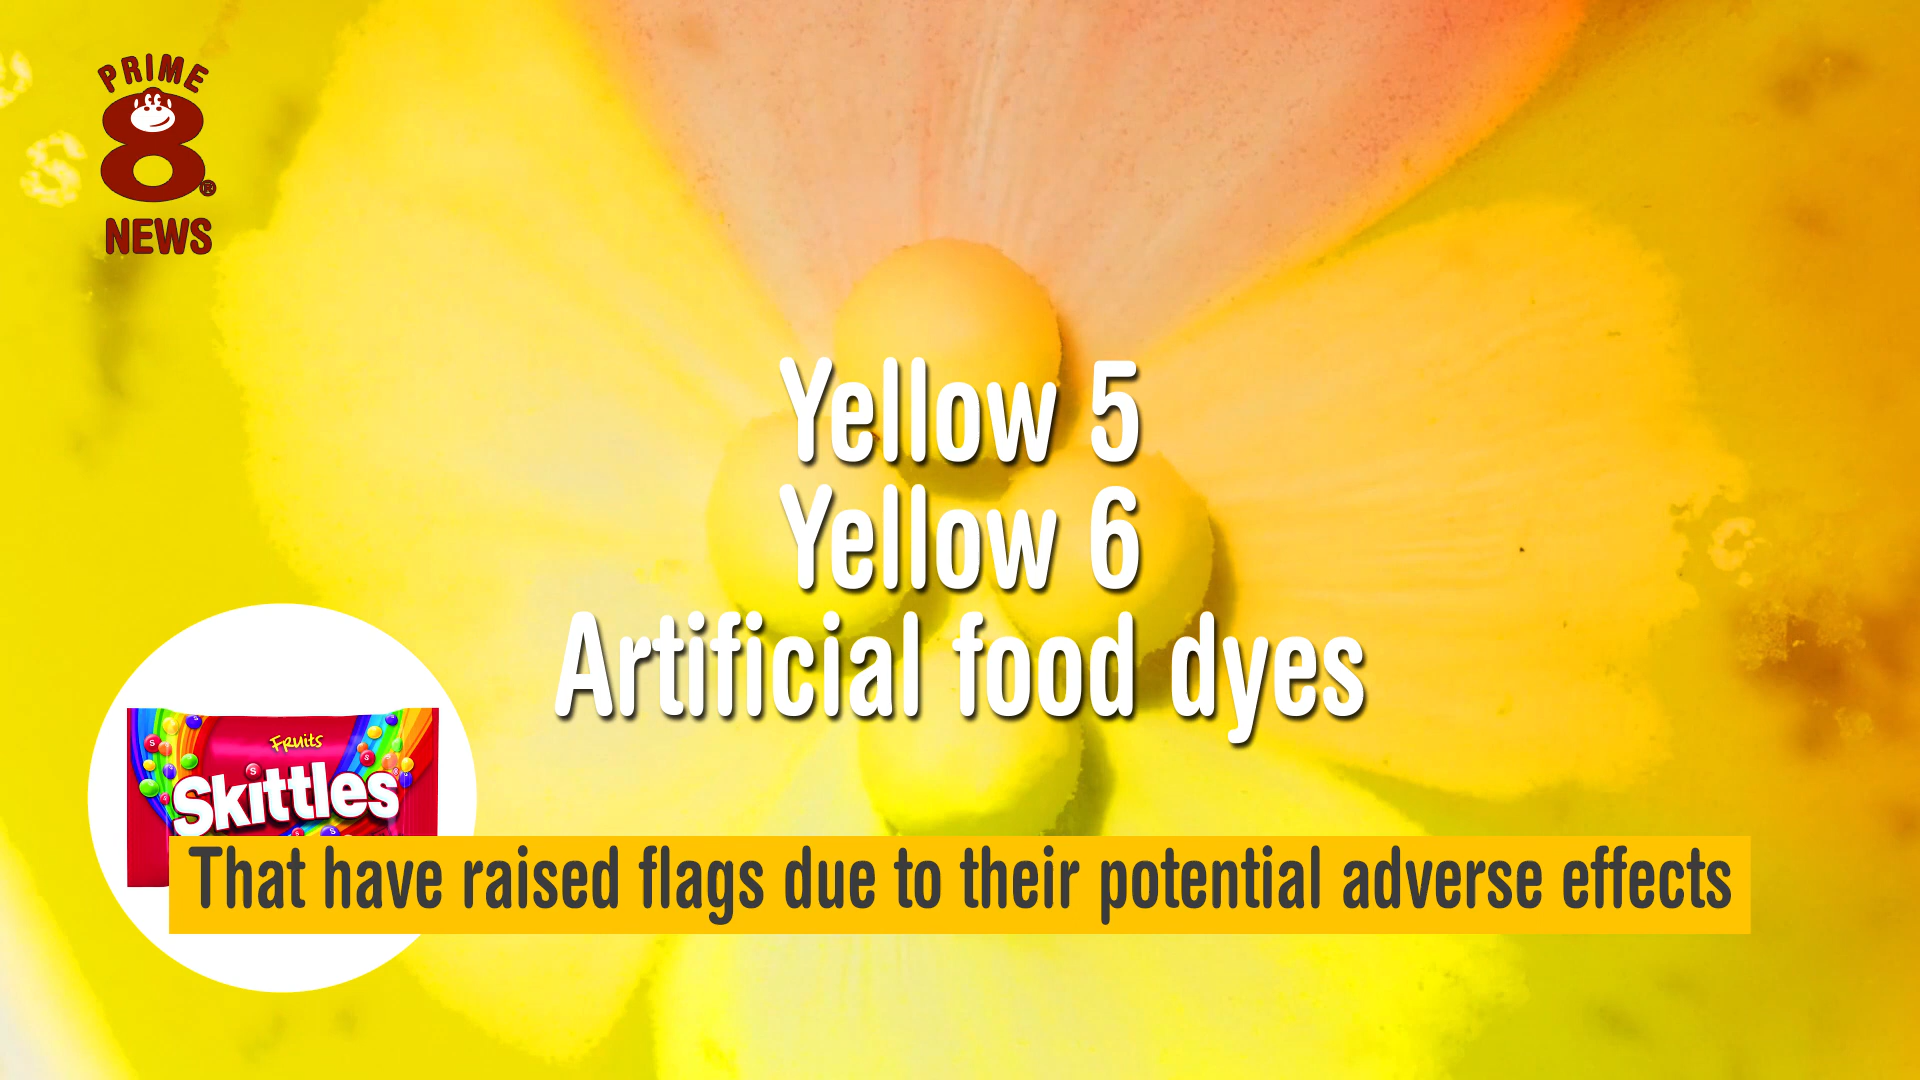 PRIME
8
®
NEWS
Yellow 5
Yellow 6
Artificial food dyes
Fruits
Skittles
That have raised flags due to their potential adverse effects